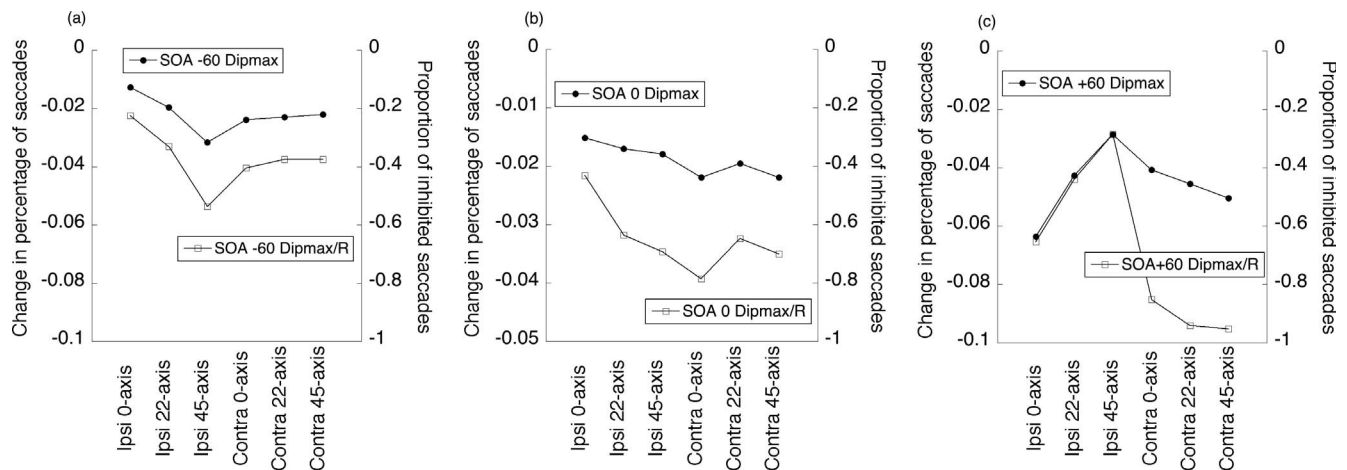 (a)
Change in percentage of saccades
0
-0.02
-0.04
-0.06
-0.08
-0.1
SOA -60 Dipmax
SOA -60 Dipmax/R
0
-0.2
-0.4
-0.6
-0.8
-1
Proportion of inhibited saccades
Ipsi 0-axis
Ipsi 22-axis
Ipsi 45-axis
Contra 0-axis
Contra 22-axis
Contra 45-axis
(b)
Change in percentage of saccades
0
-0.01
-0.02
-0.03
-0.04
-0.05
SOA 0 Dipmax
SOA 0 Dipmax/R
0
-0.2
-0.4
-0.6
-0.8
-1
Proportion of inhibited saccades
Ipsi 0-axis
Ipsi 22-axis
Ipsi 45-axis
Contra 0-axis
Contra 22-axis
Contra 45-axis
(c)
Change in percentage of saccades
0
-0.02
-0.04
-0.06
-0.08
-0.1
SOA +60 Dipmax
SOA+60 Dipmax/R
0
-0.2
-0.4
-0.6
-0.8
-1
Proportion of inhibited saccades
Ipsi 0-axis
Ipsi 22-axis
Ipsi 45-axis
Contra 0-axis
Contra 22-axis
Contra 45-axis